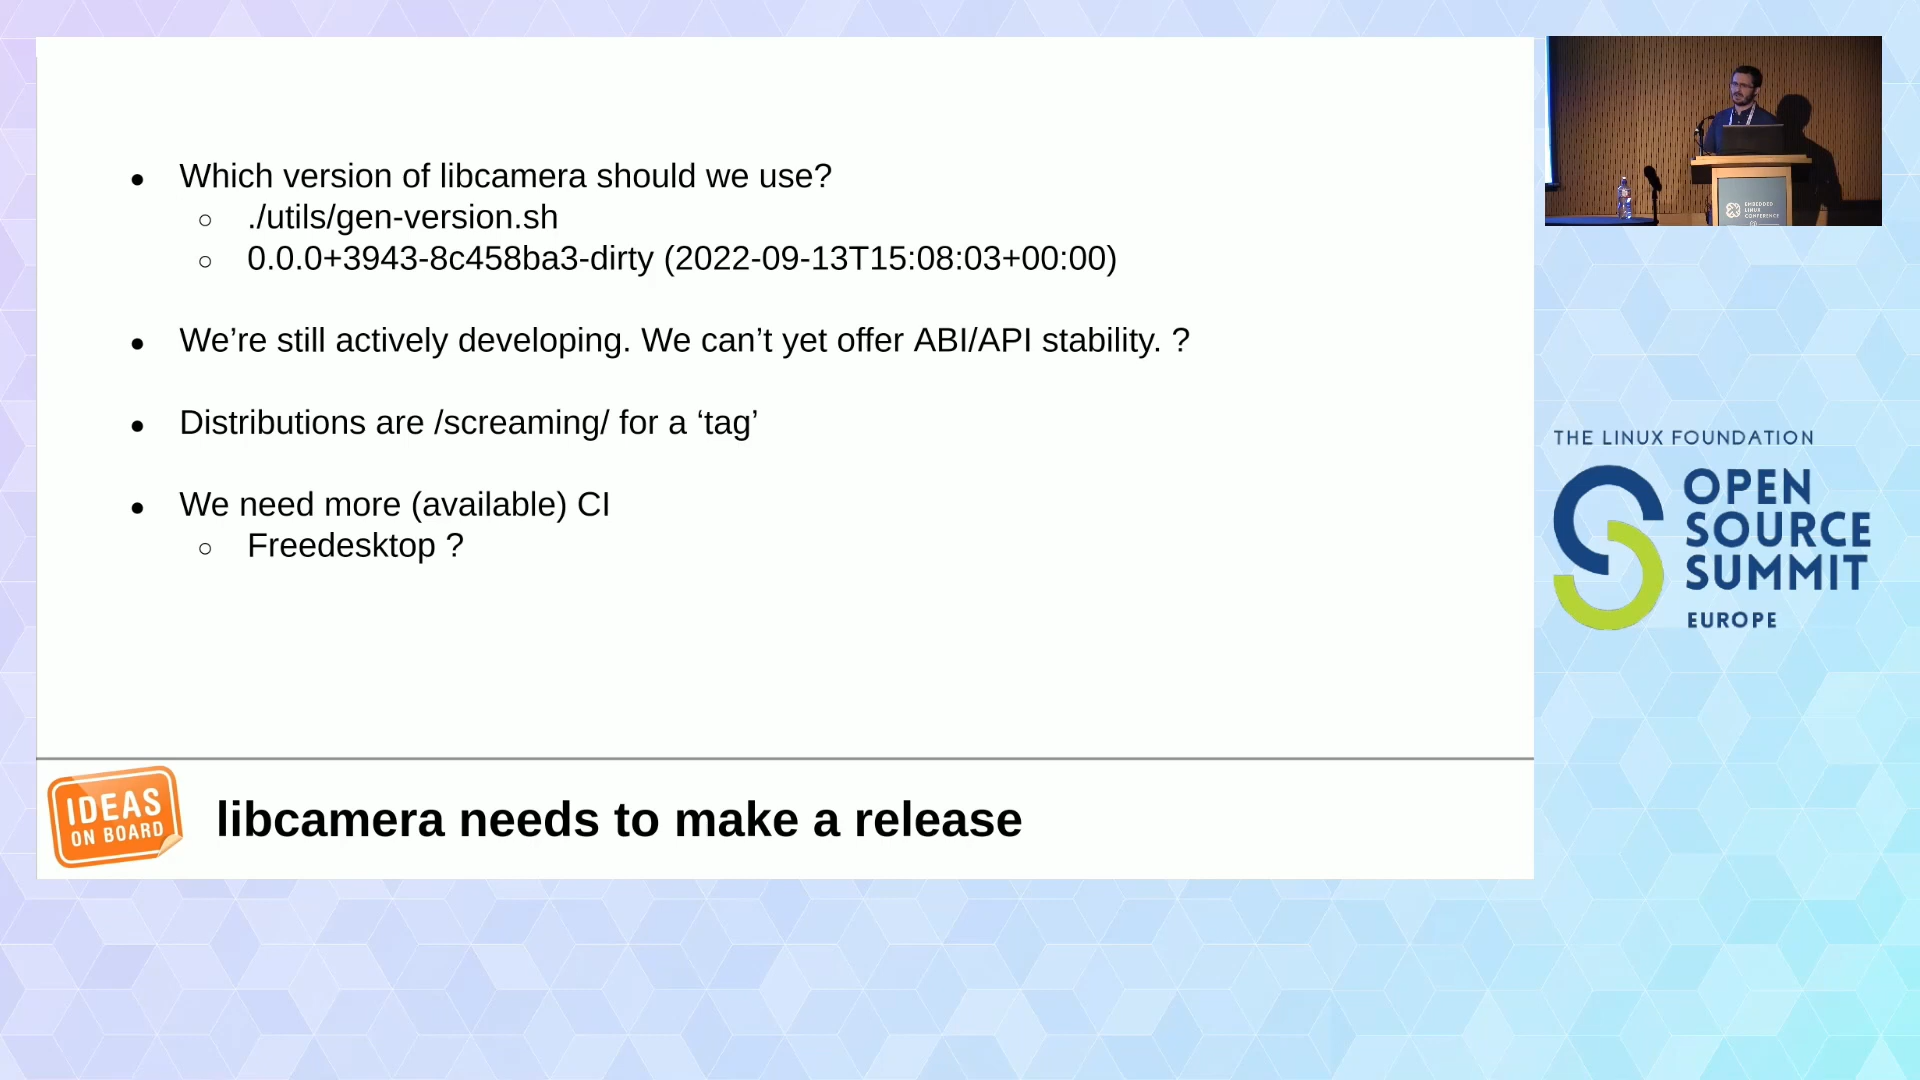 Which version of libcamera should we use?
./utils/gen-version.sh
0.0.0+3943-8c458ba3-dirty (2022-09-13T15:08:03+00:00)
We’re still actively developing. We can’t yet offer ABI/API stability. ?
Distributions are /screaming/ for a ‘tag’
We need more (available) CI
Freedesktop ?
IDEAS
ON BOARD
libcamera needs to make a release
EMBEDDED
LINUX
CONFERENCE
THE LINUX FOUNDATION
OPEN
SOURCE
SUMMIT
EUROPE